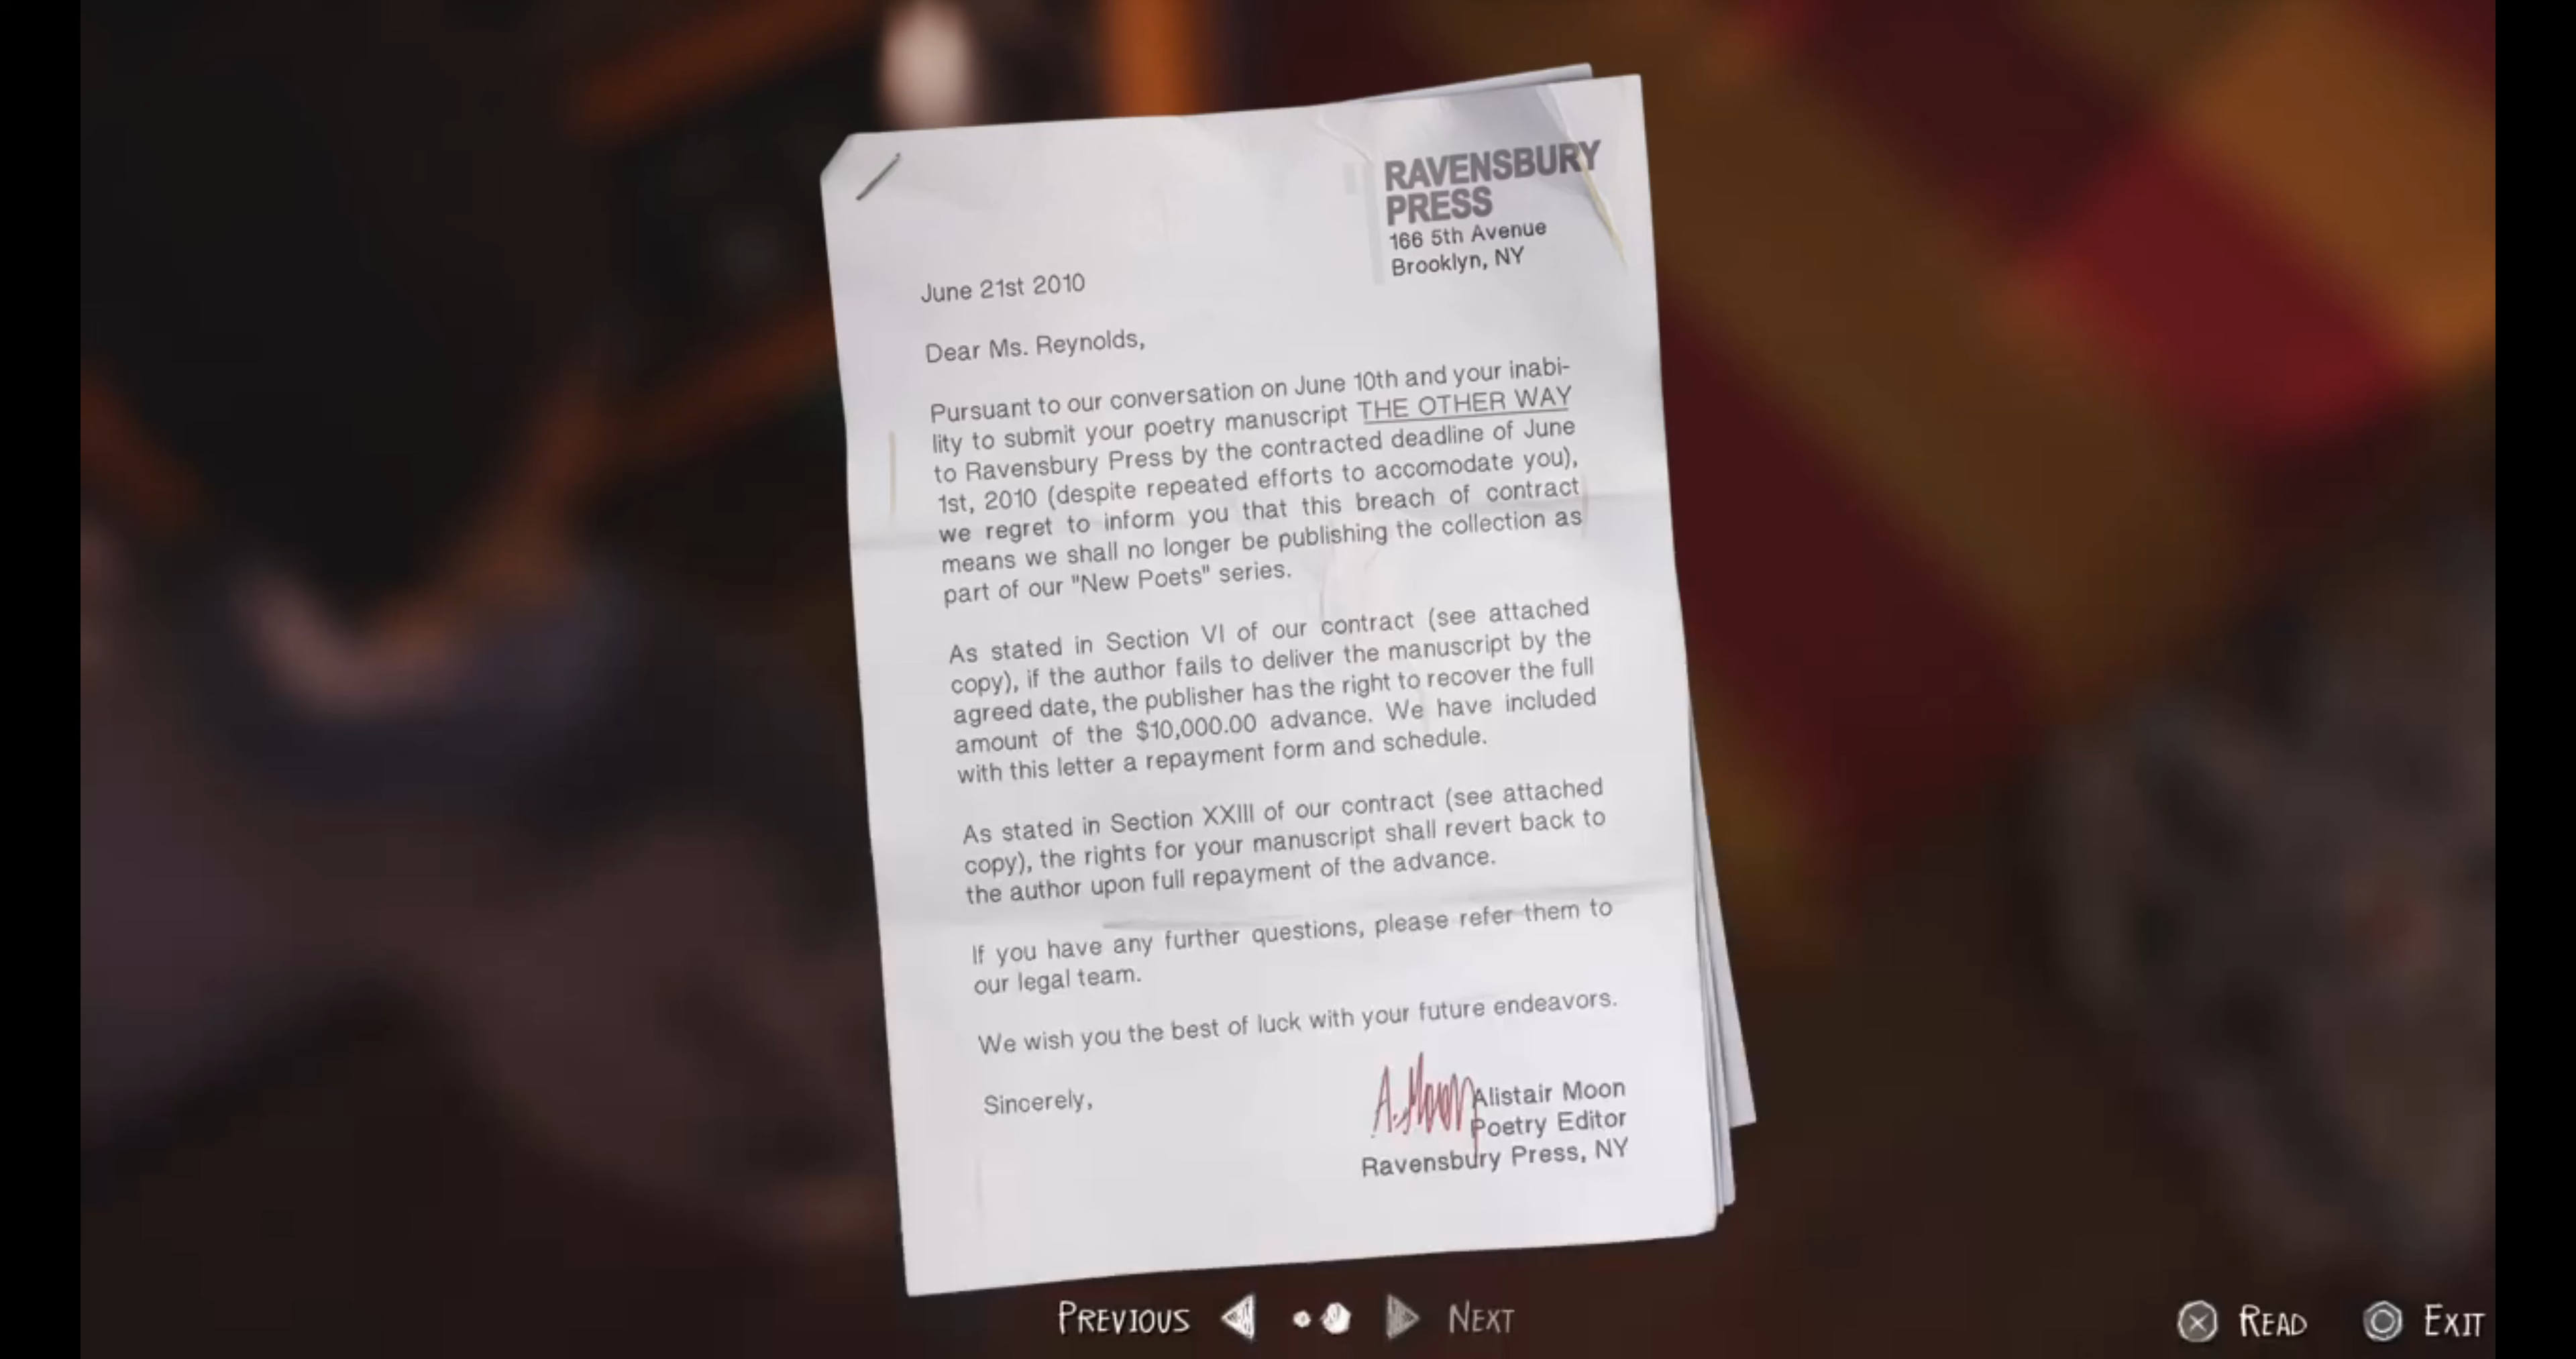 RAVENSBURY
PRESS
166 5th Avenue
Brooklyn, NY
June 21st 2010
Dear Ms. Reynolds,
Pursuant to our conversation on June 10th and your inabi-
lity to submit your poetry manuscript THE OTHER WAY
to Ravensbury Press by the contracted deadline of June
1st, 2010 (despite repeated efforts to accomodate you),
we regret to inform you that this breach of contract
means we shall no longer be publishing the collection as
part of our "New Poets" series.
As stated in Section VI of our contract (see attached
copy), if the author fails to deliver the manuscript by the
agreed date, the publisher has the right to recover the full
amount of the $10,000.00 advance. We have included
with this letter a repayment form and schedule.
As stated in Section XXIII of our contract (see attached
copy), the rights for your manuscript shall revert back to
the author upon full repayment of the advance.
If you have any further questions, please refer them to
our legal team.
We wish you the best of luck with your future endeavors.
Sincerely,
A. Moon
Alistair Moon
Poetry Editor
Ravensbury Press, NY
PREVIOUS NEXT
READ EXIT